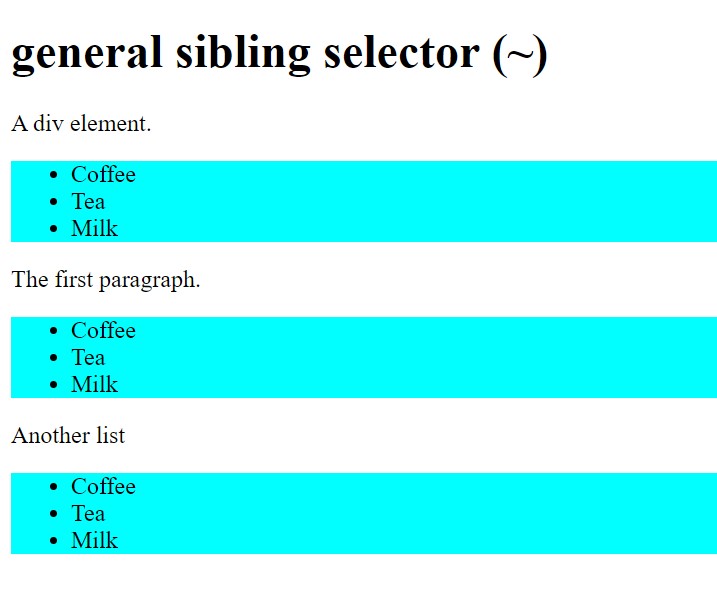 general sibling selector (~)
A div element.
Coffee
Tea
Milk
The first paragraph.
Coffee
Tea
Milk
Another list
Coffee
Tea
Milk